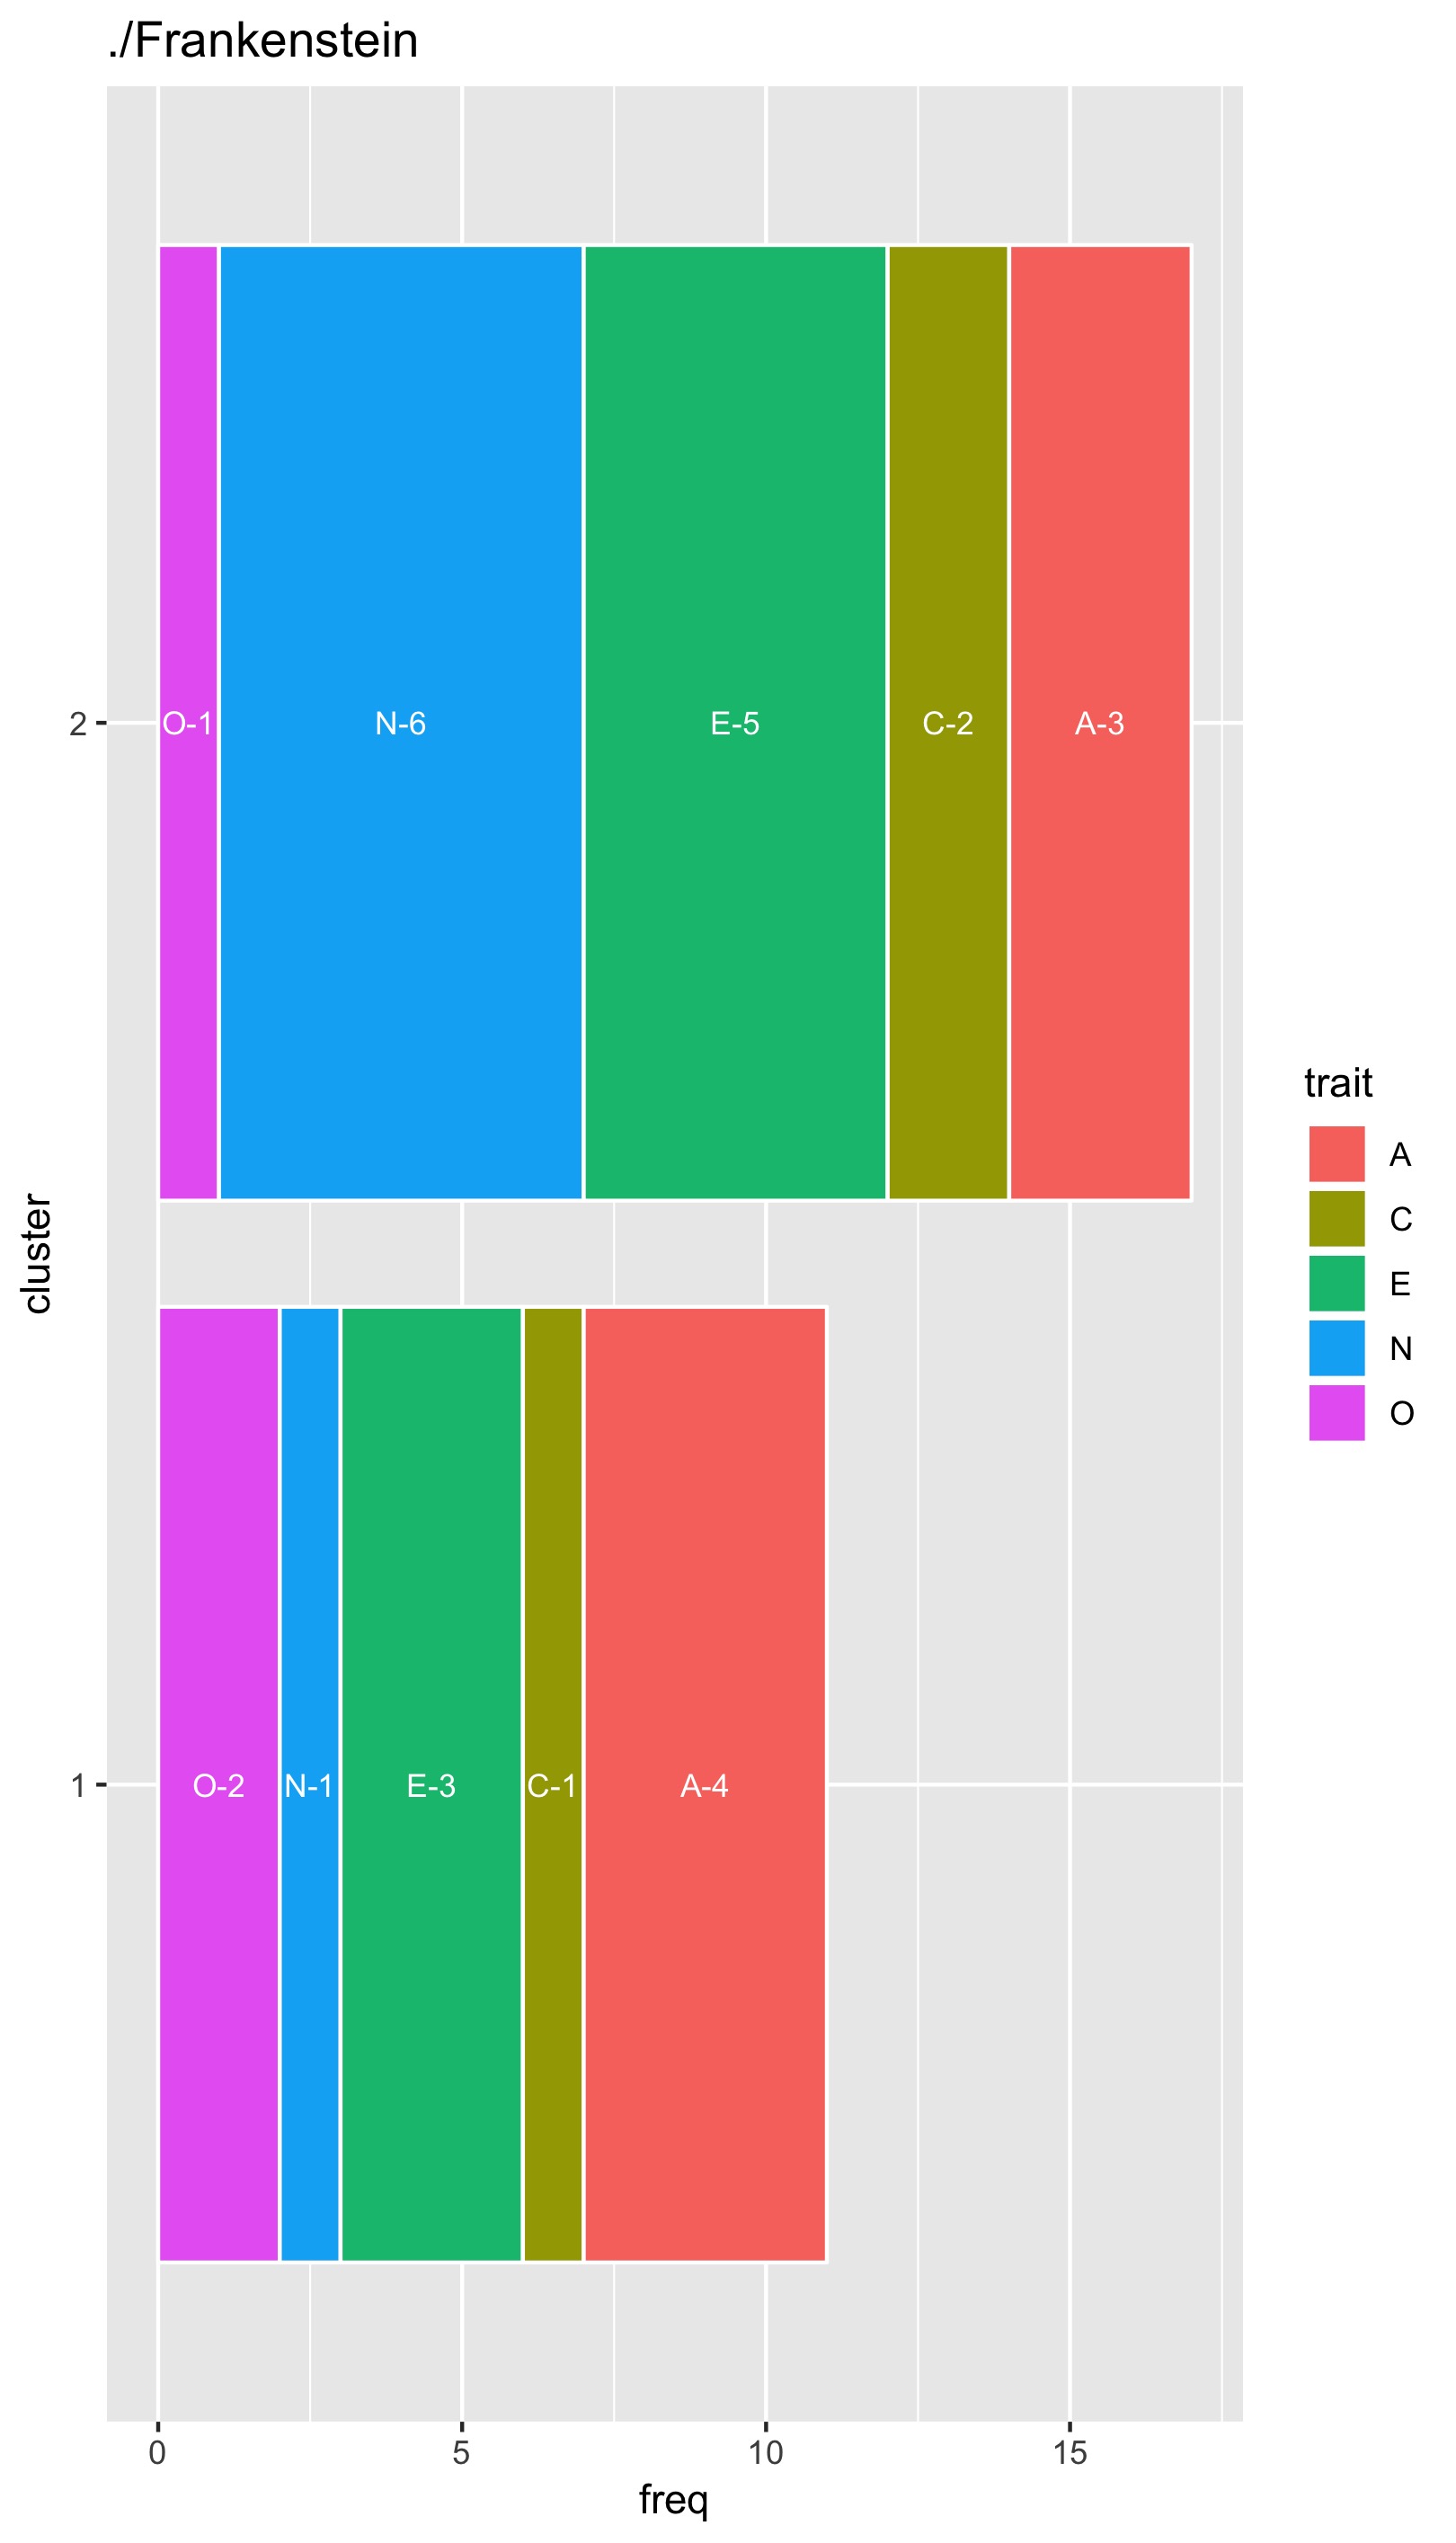 ./Frankenstein
cluster
2
O-1 N-6 E-5 C-2 A-3
1
O-2 N-1 E-3 C-1 A-4
0 5 10 15
freq
trait
A
C
E
N
O